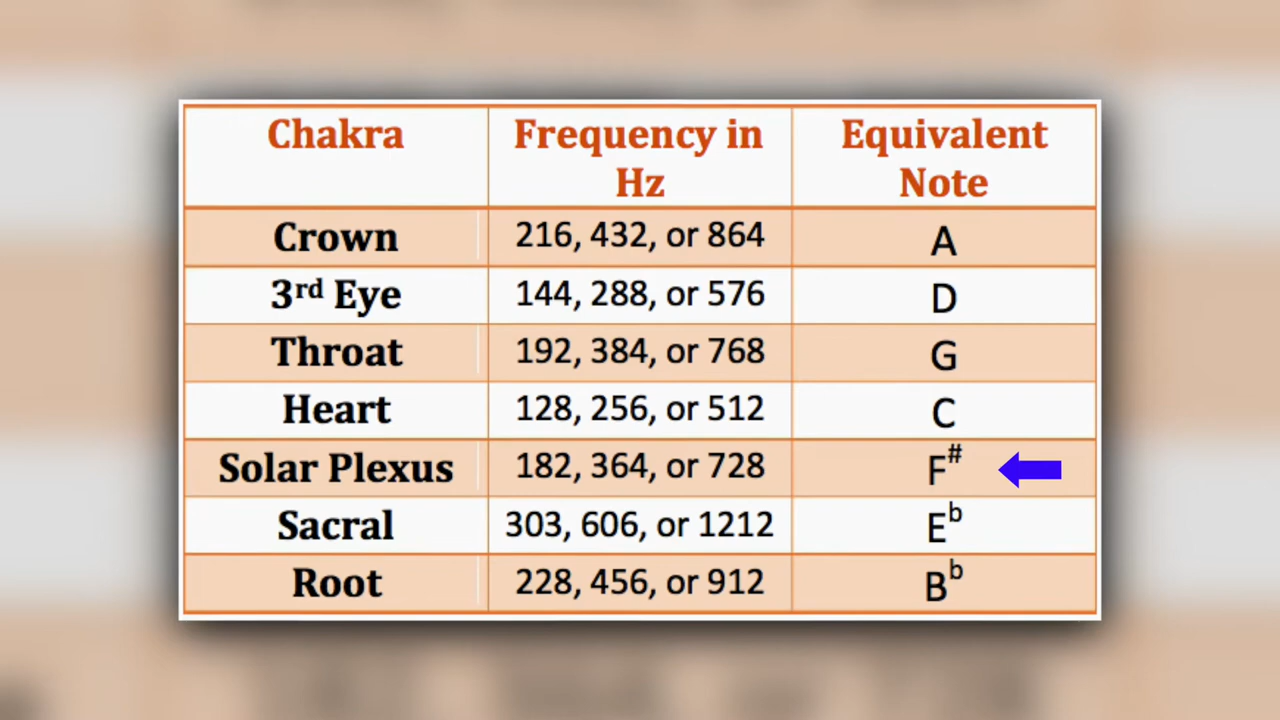 Chakra Frequency in Hz Equivalent Note
Crown 216, 432, or 864 A
3rd Eye 144, 288, or 576 D
Throat 192, 384, or 768 G
Heart 128, 256, or 512 C
Solar Plexus 182, 364, or 728 F#
Sacral 303, 606, or 1212 Eb
Root 228, 456, or 912 Bb